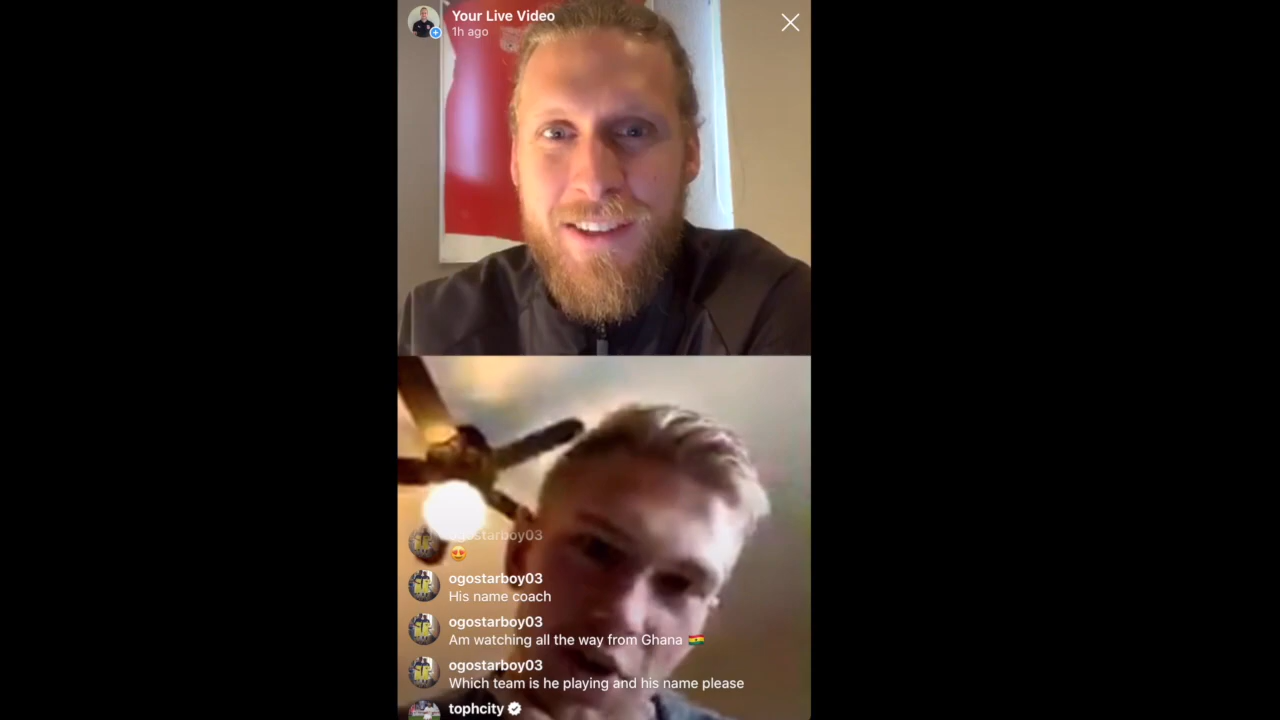 Your Live Video
1h ago
ogostarboy03
😍
ogostarboy03
His name coach
ogostarboy03
Am watching all the way from Ghana 🇬🇭
ogostarboy03
Which team is he playing and his name please
tophcity